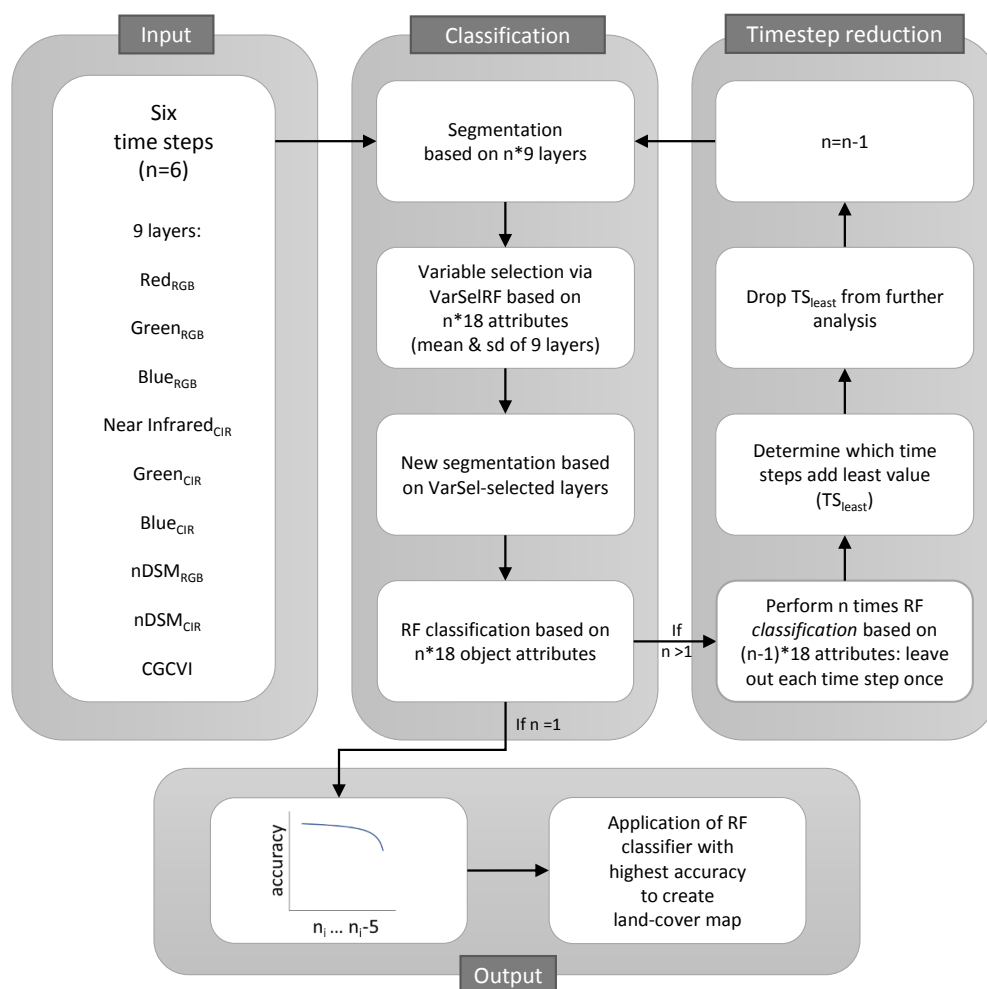 Input
Six
time steps
(n=6)
9 layers:
Red_RGB
Green_RGB
Blue_RGB
Near Infrared_CIR
Green_CIR
Blue_CIR
nDSM_RGB
nDSM_CIR
CGCVI
Classification
Segmentation
based on n*9 layers
Variable selection via
VarSelRF based on
n*18 attributes
(mean & sd of 9 layers)
New segmentation based
on VarSel-selected layers
RF classification based on
n*18 object attributes
If
n >1
If n =1
Timestep reduction
n=n-1
Drop TS_least from further
analysis
Determine which time
steps add least value
(TS_least)
Perform n times RF
classification based on
(n-1)*18 attributes: leave
out each time step once
accuracy
n_i ... n_i-5
Application of RF
classifier with
highest accuracy
to create
land-cover map
Output